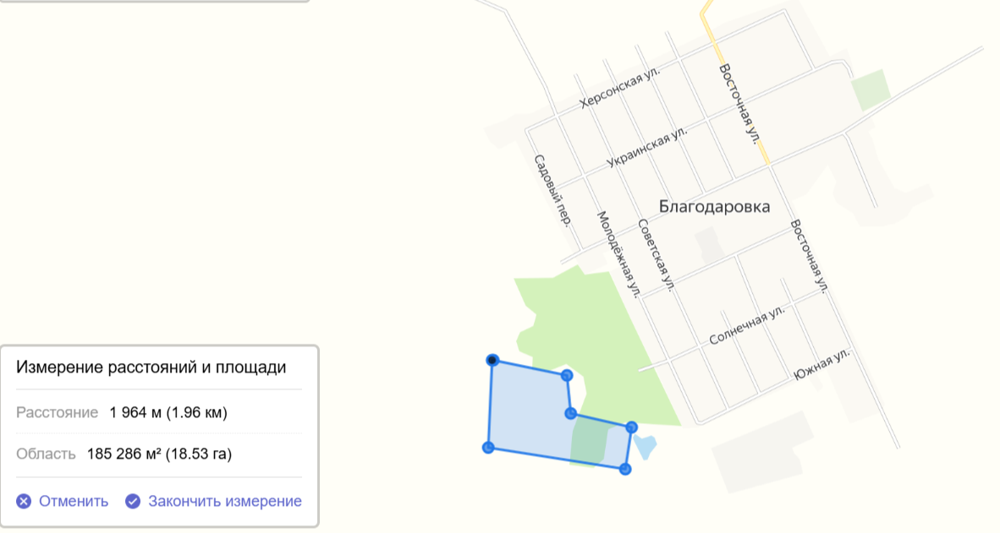 Херсонская ул.
Восточная ул.
Украинская ул.
Садовый пер.
Благодаровка
Молодёжная ул.
Советская ул.
Восточная ул.
Солнечная ул.
Южная ул.
Измерение расстояний и площади
Расстояние 1 964 м (1.96 км)
Область 185 286 м² (18.53 га)
Отменить Закончить измерение